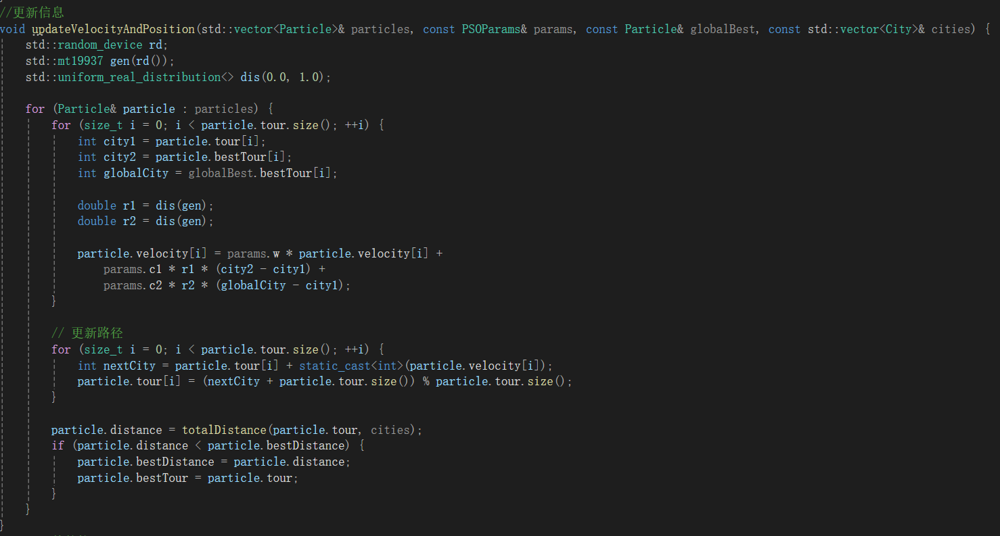 //更新信息
void updateVelocityAndPosition(std::vector<Particle>& particles, const PSOParams& params, const Particle& globalBest, const std::vector<City>& cities) {
std::random_device rd;
std::mt19937 gen(rd());
std::uniform_real_distribution<> dis(0.0, 1.0);
for (Particle& particle : particles) {
for (size_t i = 0; i < particle.tour.size(); ++i) {
int city1 = particle.tour[i];
int city2 = particle.bestTour[i];
int globalCity = globalBest.bestTour[i];
double r1 = dis(gen);
double r2 = dis(gen);
particle.velocity[i] = params.w * particle.velocity[i] +
params.c1 * r1 * (city2 - city1) +
params.c2 * r2 * (globalCity - city1);
}
// 更新路径
for (size_t i = 0; i < particle.tour.size(); ++i) {
int nextCity = particle.tour[i] + static_cast<int>(particle.velocity[i]);
particle.tour[i] = (nextCity + particle.tour.size()) % particle.tour.size();
}
particle.distance = totalDistance(particle.tour, cities);
if (particle.distance < particle.bestDistance) {
particle.bestDistance = particle.distance;
particle.bestTour = particle.tour;
}
}
}